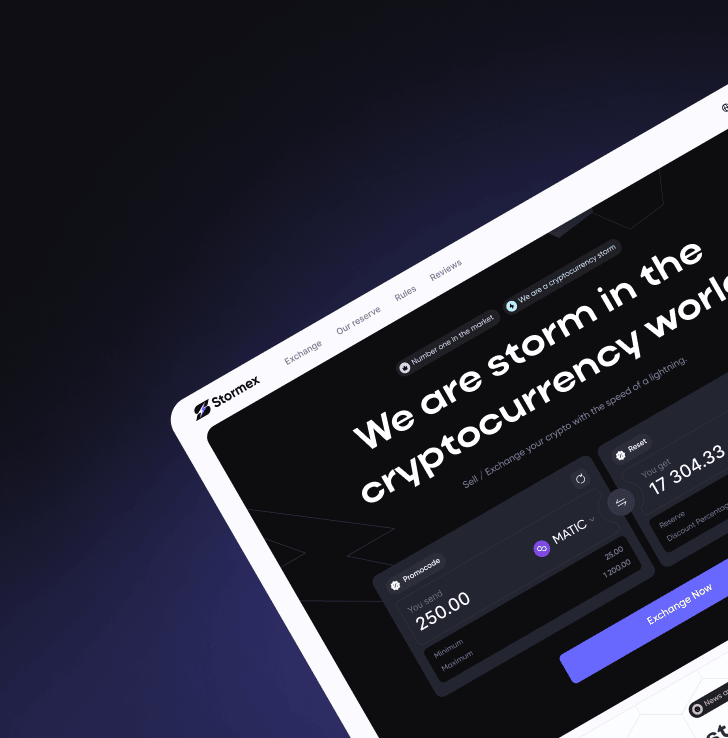 Stormex
Exchange
Our reserve
Rules
Reviews
Number one in the market
We are a cryptocurrency storm
We are storm in the
cryptocurrency world
Sell / Exchange your crypto with the speed of a lightning.
Promocode
You send
250.00
MATIC
Minimum
25.00
Maximum
1 200.00
Reset
You get
17 304.33
Reserve
Discount
Exchange Now
News